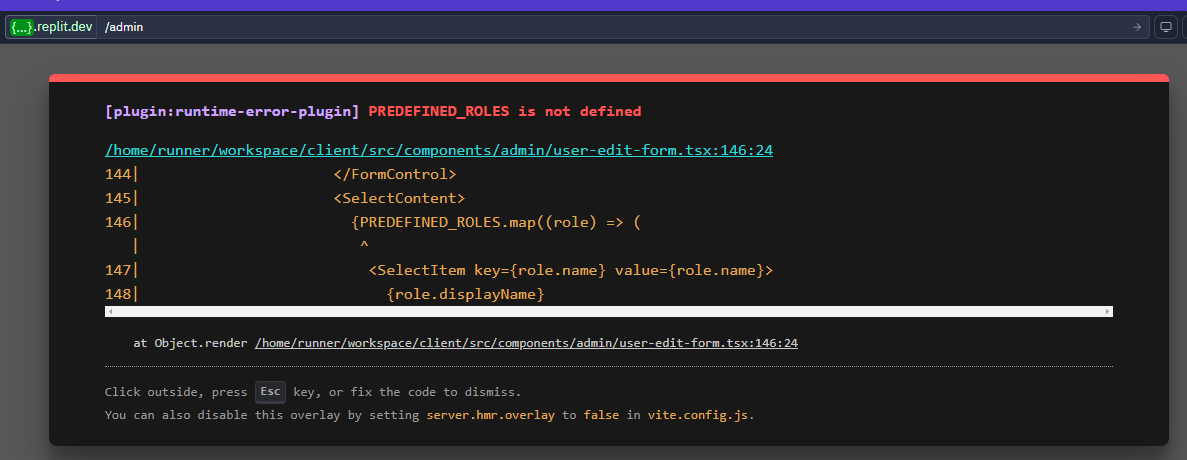 {...}.replit.dev /admin
[plugin:runtime-error-plugin] PREDEFINED_ROLES is not defined
/home/runner/workspace/client/src/components/admin/user-edit-form.tsx:146:24
144| </FormControl>
145| <SelectContent>
146| {PREDEFINED_ROLES.map((role) => (
| ^
147| <SelectItem key={role.name} value={role.name}>
148| {role.displayName}
at Object.render /home/runner/workspace/client/src/components/admin/user-edit-form.tsx:146:24
Click outside, press Esc key, or fix the code to dismiss.
You can also disable this overlay by setting server.hmr.overlay to false in vite.config.js.